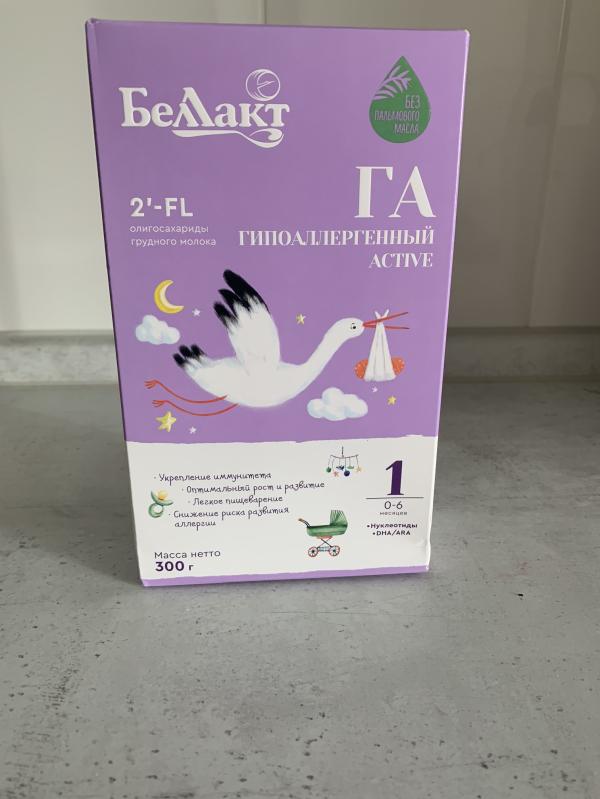 Беллакт
БЕЗ
ПАЛЬМОВОГО
МАСЛА
ГА
ГИПОАЛЛЕРГЕННЫЙ
ACTIVE
2'-FL
олигосахариды
грудного молока
· Укрепление иммунитета
· Оптимальный рост и развитие
· Легкое пищеварение
· Снижение риска развития
аллергии
1
0-6
месяцев
•Нуклеотиды
•DHA/ARA
Масса нетто
300 г